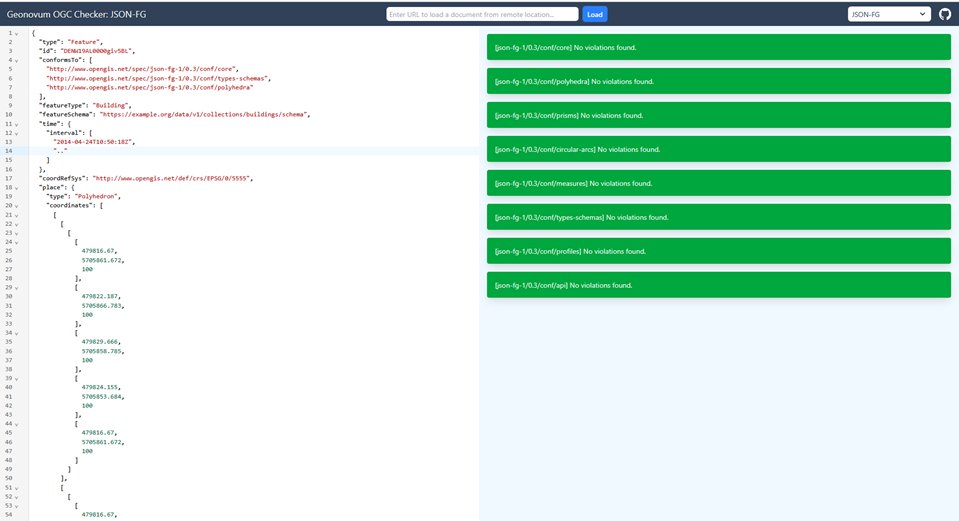 Geonovum OGC Checker: JSON-FG
Enter URL to load a document from remote location...
Load
JSON-FG
1 {
2 "type": "Feature",
3 "id": "DENW19AL0000giv5BL",
4 "conformsTo": [
5 "http://www.opengis.net/spec/json-fg-1/0.3/conf/core",
6 "http://www.opengis.net/spec/json-fg-1/0.3/conf/types-schemas",
7 "http://www.opengis.net/spec/json-fg-1/0.3/conf/polyhedra"
8 ],
9 "featureType": "Building",
10 "featureSchema": "https://example.org/data/v1/collections/buildings/schema",
11 "time": {
12 "interval": [
13 "2014-04-24T10:50:18Z",
14 ".."
15 ]
16 },
17 "coordRefSys": "http://www.opengis.net/def/crs/EPSG/0/5555",
18 "place": {
19 "type": "Polyhedron",
20 "coordinates": [
21 [
22 [
23 [
24 [
25 479816.67,
26 5705861.672,
27 100
28 ],
29 [
30 479822.187,
31 5705866.783,
32 100
33 ],
34 [
35 479829.666,
36 5705858.785,
37 100
38 ],
39 [
40 479824.155,
41 5705853.684,
42 100
43 ],
44 [
45 479816.67,
46 5705861.672,
47 100
48 ]
49 ]
50 ],
51 [
52 [
53 [
54 479816.67,
[json-fg-1/0.3/conf/core] No violations found.
[json-fg-1/0.3/conf/polyhedra] No violations found.
[json-fg-1/0.3/conf/prisms] No violations found.
[json-fg-1/0.3/conf/circular-arcs] No violations found.
[json-fg-1/0.3/conf/measures] No violations found.
[json-fg-1/0.3/conf/types-schemas] No violations found.
[json-fg-1/0.3/conf/profiles] No violations found.
[json-fg-1/0.3/conf/api] No violations found.